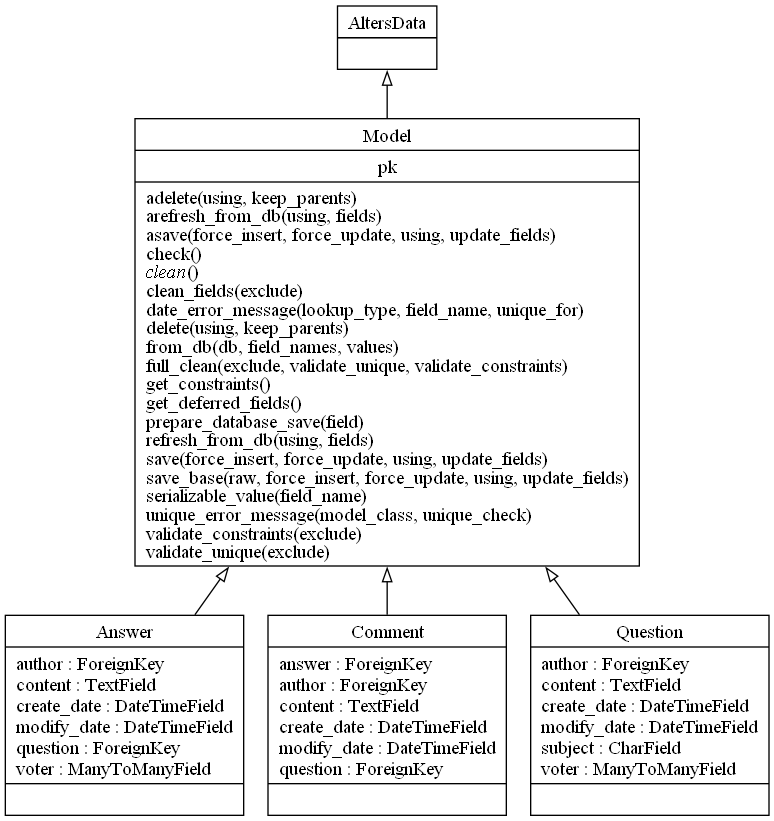 AltersData
Model
pk
adelete(using, keep_parents)
arefresh_from_db(using, fields)
asave(force_insert, force_update, using, update_fields)
check()
clean()
clean_fields(exclude)
date_error_message(lookup_type, field_name, unique_for)
delete(using, keep_parents)
from_db(db, field_names, values)
full_clean(exclude, validate_unique, validate_constraints)
get_constraints()
get_deferred_fields()
prepare_database_save(field)
refresh_from_db(using, fields)
save(force_insert, force_update, using, update_fields)
save_base(raw, force_insert, force_update, using, update_fields)
serializable_value(field_name)
unique_error_message(model_class, unique_check)
validate_constraints(exclude)
validate_unique(exclude)
Answer
author : ForeignKey
content : TextField
create_date : DateTimeField
modify_date : DateTimeField
question : ForeignKey
voter : ManyToManyField
Comment
answer : ForeignKey
author : ForeignKey
content : TextField
create_date : DateTimeField
modify_date : DateTimeField
question : ForeignKey
Question
author : ForeignKey
content : TextField
create_date : DateTimeField
modify_date : DateTimeField
subject : CharField
voter : ManyToManyField